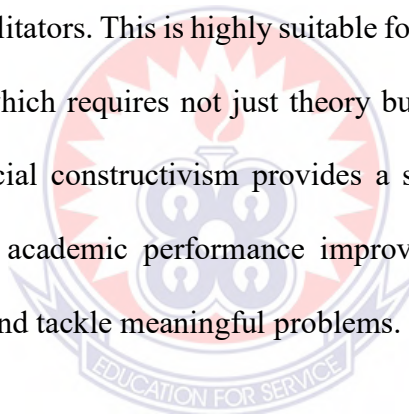 litators. This is highly suitable fo
which requires not just theory bu
cial constructivism provides a s
academic performance improv
nd tackle meaningful problems.
EDUCATION FOR SERVICE